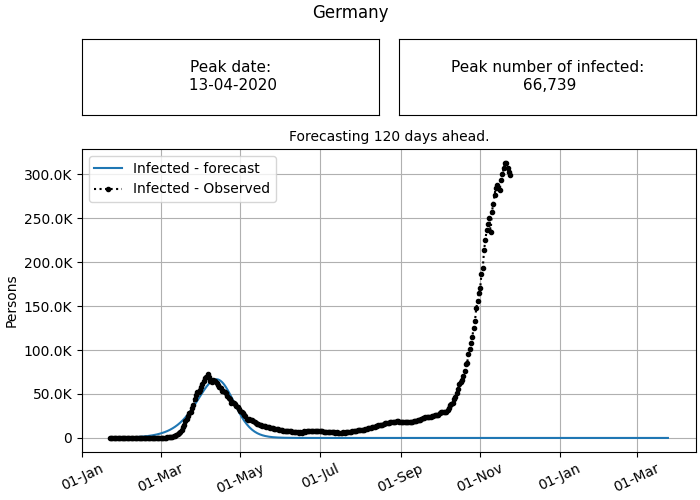 Germany
Peak date:
13-04-2020
Peak number of infected:
66,739
Forecasting 120 days ahead.
Infected - forecast
Infected - Observed
Persons
300.0K
250.0K
200.0K
150.0K
100.0K
50.0K
0
01-Jan
01-Mar
01-May
01-Jul
01-Sep
01-Nov
01-Jan
01-Mar